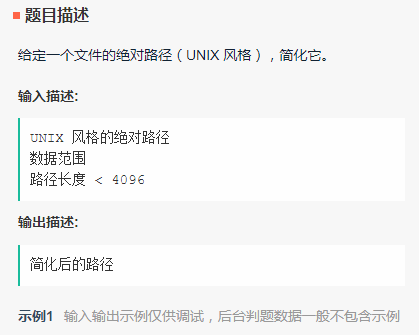 题目描述
给定一个文件的绝对路径（UNIX 风格），简化它。
输入描述:
UNIX 风格的绝对路径
数据范围
路径长度 < 4096
输出描述:
简化后的路径
示例1 输入输出示例仅供调试，后台判题数据一般不包含示例